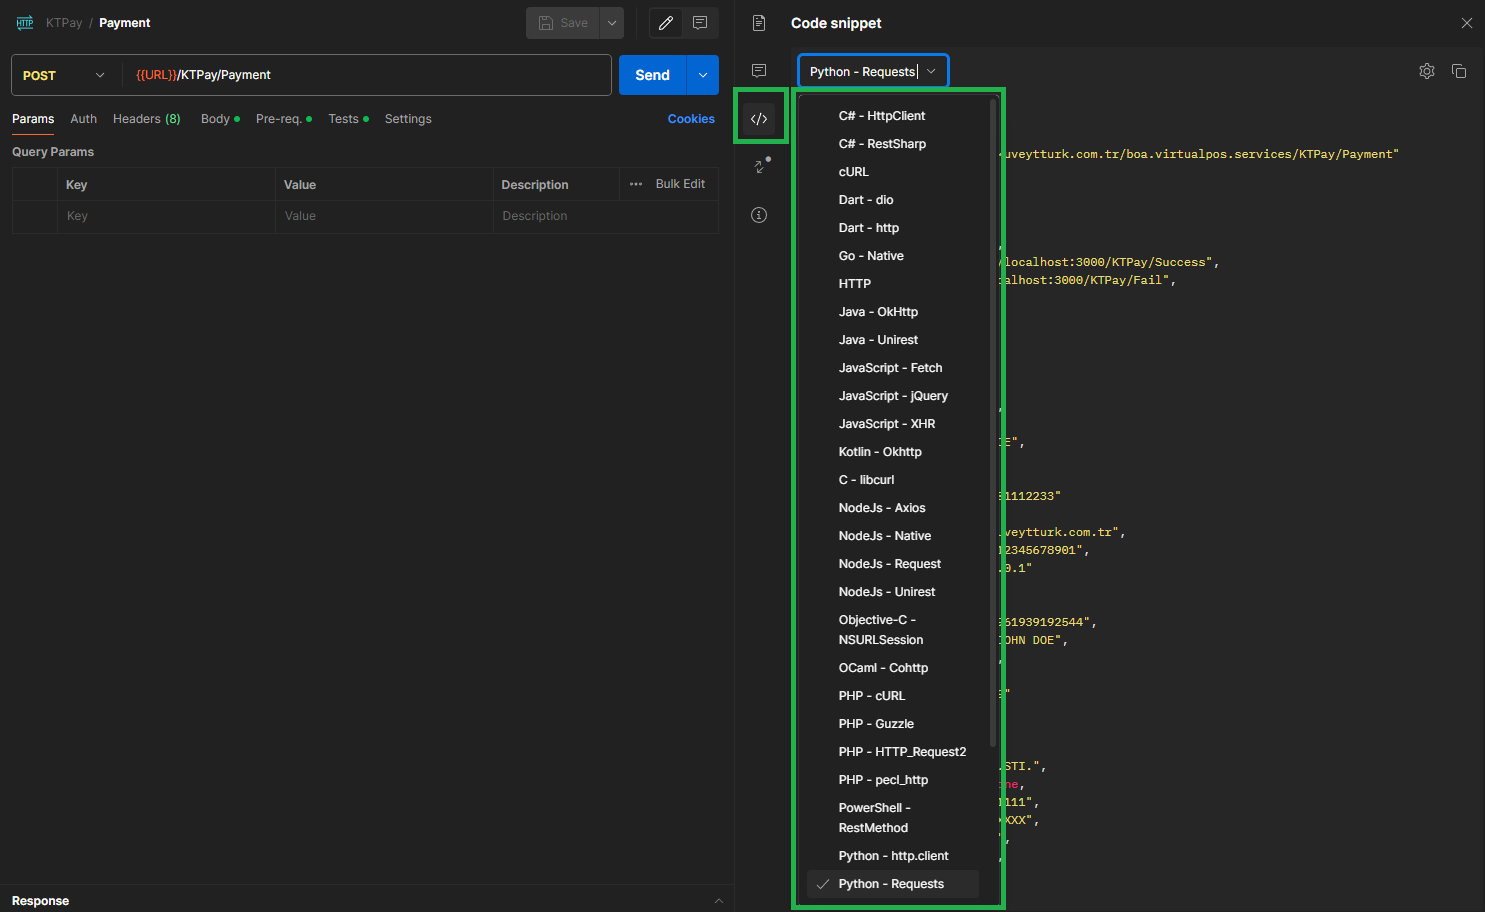 HTTP KTPay / Payment
Save
POST
{{URL}}/KTPay/Payment
Send
Params Auth Headers (8) Body Pre-req. Tests Settings
Cookies
Query Params
Key Value Description ••• Bulk Edit
Key Value Description
Response
Code snippet
Python - Requests
</>
C# - HttpClient
C# - RestSharp
cURL
Dart - dio
Dart - http
Go - Native
HTTP
Java - OkHttp
Java - Unirest
JavaScript - Fetch
JavaScript - jQuery
JavaScript - XHR
Kotlin - Okhttp
C - libcurl
NodeJs - Axios
NodeJs - Native
NodeJs - Request
NodeJs - Unirest
Objective-C -
NSURLSession
OCaml - Cohttp
PHP - cURL
PHP - Guzzle
PHP - HTTP_Request2
PHP - pecl_http
PowerShell -
RestMethod
Python - http.client
Python - Requests
uveytturk.com.tr/boa.virtualpos.services/KTPay/Payment"
,
/localhost:3000/KTPay/Success",
alhost:3000/KTPay/Fail",
,
E",
1112233"
veytturk.com.tr",
12345678901",
.0.1"
961939192544",
JOHN DOE",
,
"
.STI.",
ne,
1111",
XXX",
",
,